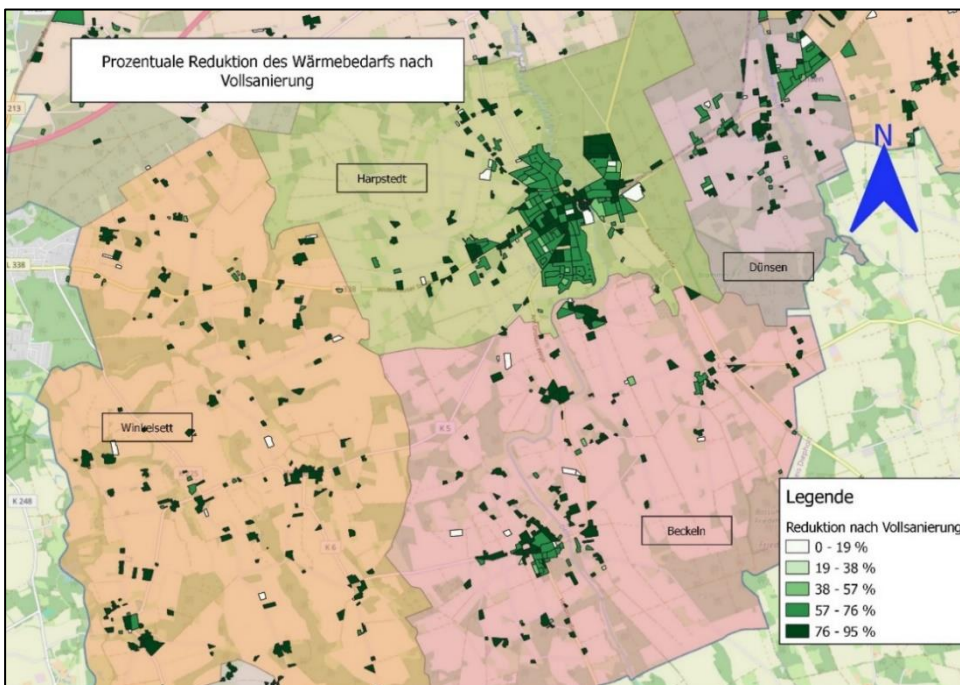 Prozentuale Reduktion des Wärmebedarfs nach
Vollsanierung
213
N
Harpstedt
L 338
Dünsen
Winkelsett
K 5
K 248
K 6
Beckeln
Legende
Reduktion nach Vollsanierung
0 - 19 %
19 - 38 %
38 - 57 %
57 - 76 %
76 - 95 %